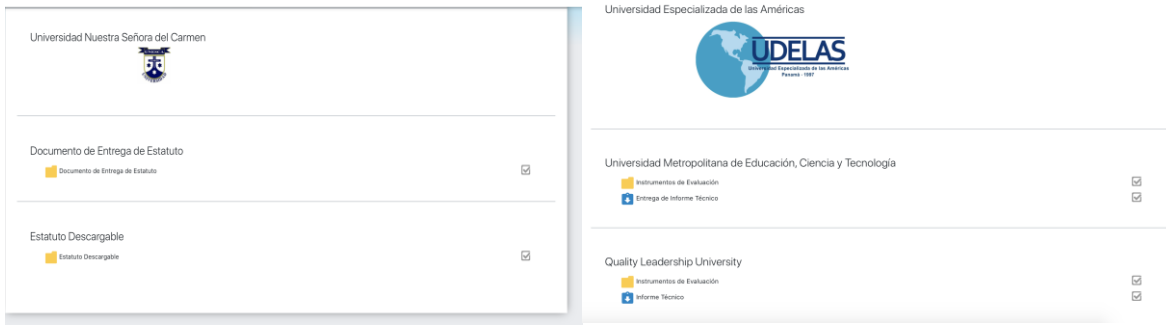 Universidad Nuestra Señora del Carmen
Documento de Entrega de Estatuto
Documento de Entrega de Estatuto
Estatuto Descargable
Estatuto Descargable
Universidad Especializada de las Américas
UDELAS
Universidad Especializada de las Américas
Panamá - 1997
Universidad Metropolitana de Educación, Ciencia y Tecnología
Instrumentos de Evaluación
Entrega de Informe Técnico
Quality Leadership University
Instrumentos de Evaluación
Informe Técnico